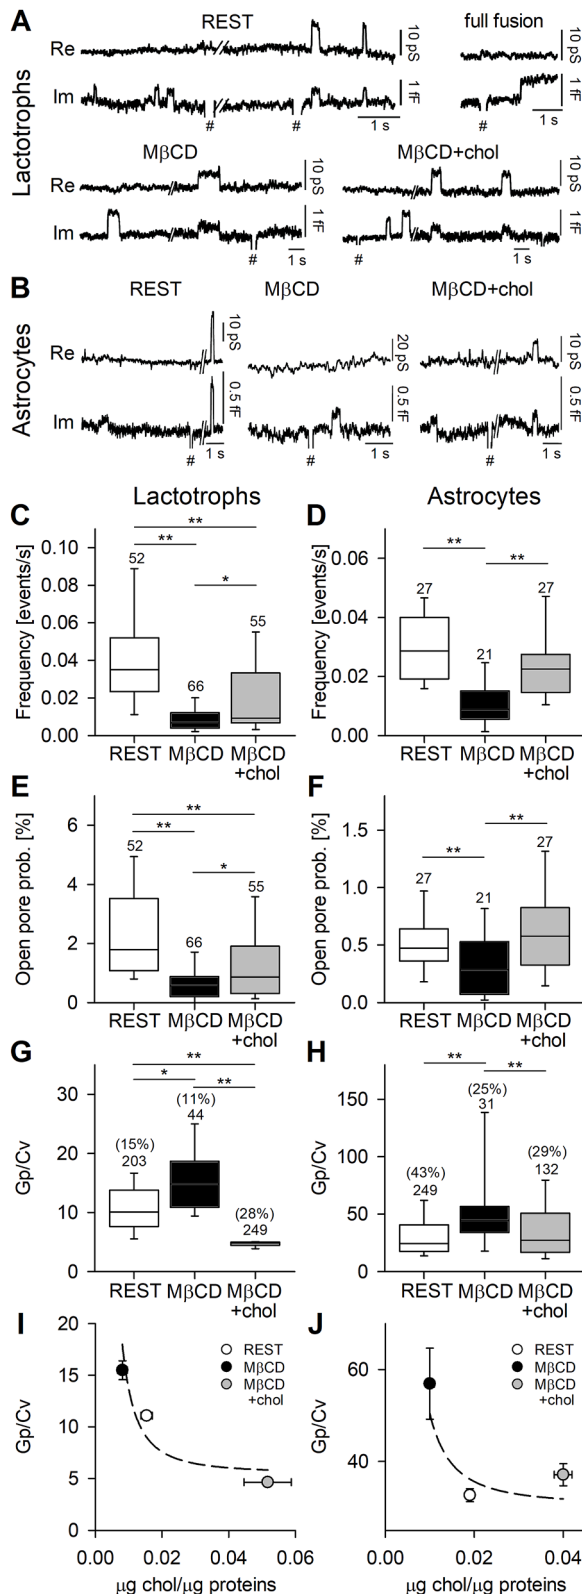 A
REST
full fusion
Re
10 pS
10 pS
Im
1 fF
1 fF
#
#
1 s
#
1 s
Lactotrophs
MβCD
MβCD+chol
Re
10 pS
10 pS
Im
1 fF
1 fF
#
1 s
#
1 s
B
REST
MβCD
MβCD+chol
Astrocytes
Re
10 pS
20 pS
10 pS
Im
0.5 fF
0.5 fF
0.5 fF
#
1 s
#
1 s
#
1 s
Lactotrophs
Astrocytes
C
Frequency [events/s]
0.10
0.08
0.06
0.04
0.02
0.00
**
**
*
52
66
55
REST
MβCD
MβCD
+chol
D
Frequency [events/s]
0.06
0.04
0.02
0.00
**
**
27
21
27
REST
MβCD
MβCD
+chol
E
Open pore prob. [%]
6
4
2
0
**
**
*
52
66
55
REST
MβCD
MβCD
+chol
F
Open pore prob. [%]
1.5
1.0
0.5
0.0
**
**
27
21
27
REST
MβCD
MβCD
+chol
G
Gp/Cv
30
20
10
0
**
*
**
(15%)
203
(11%)
44
(28%)
249
REST
MβCD
MβCD
+chol
H
Gp/Cv
150
100
50
0
**
**
(43%)
249
(25%)
31
(29%)
132
REST
MβCD
MβCD
+chol
I
Gp/Cv
20
15
10
5
0
REST
MβCD
MβCD
+chol
0.00
0.02
0.04
0.06
µg chol/µg proteins
J
Gp/Cv
60
40
REST
MβCD
MβCD
+chol
0.00
0.02
0.04
µg chol/µg proteins